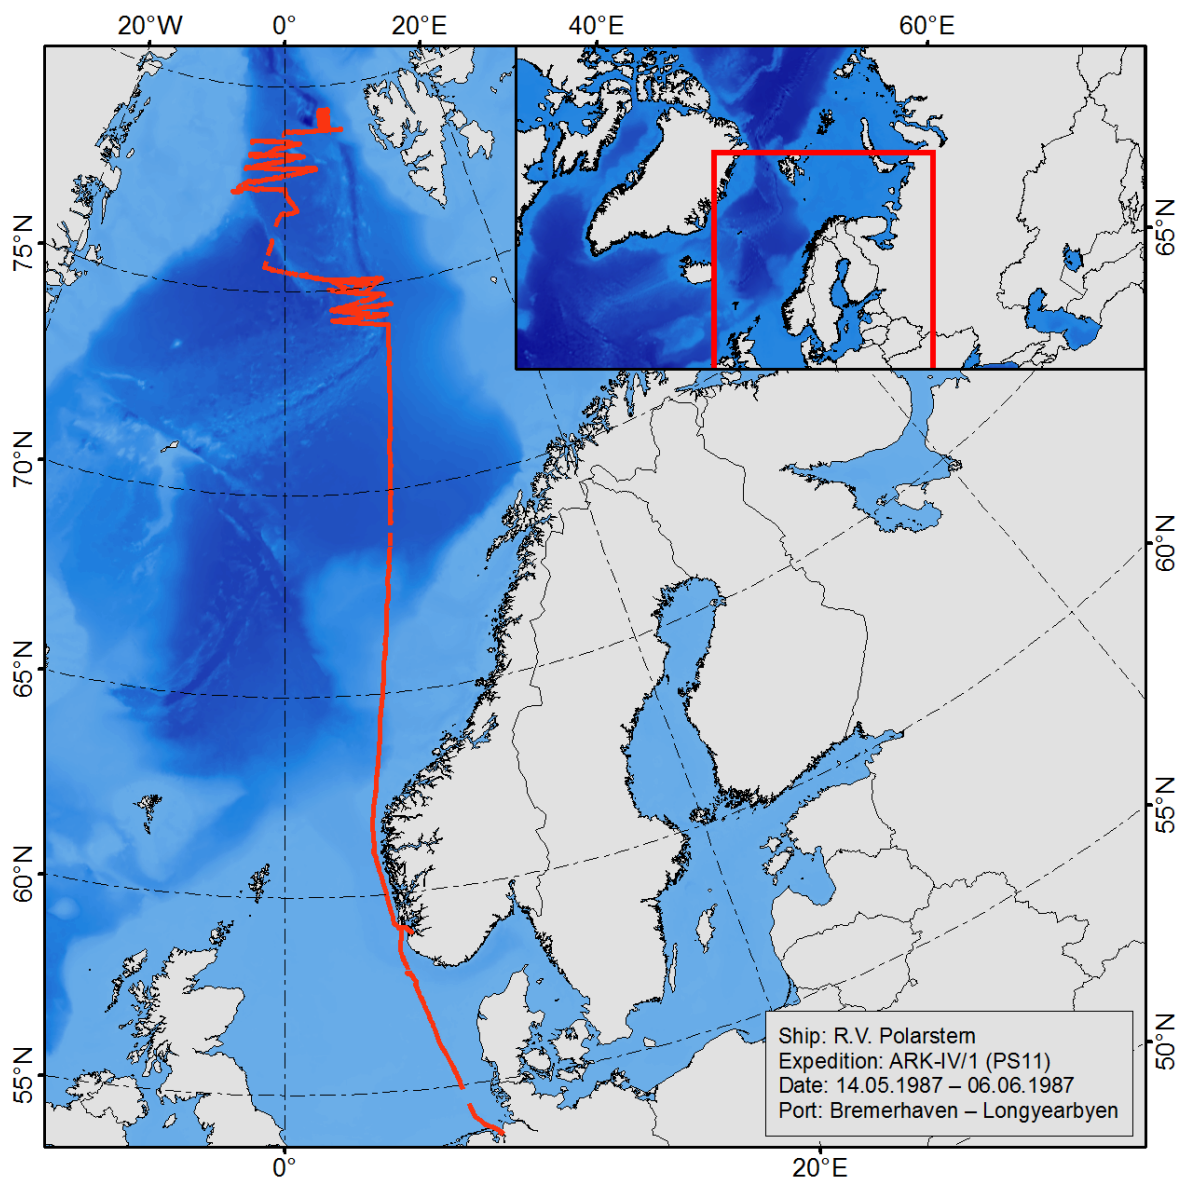 20°W 0° 20°E 40°E 60°E
75°N
70°N
65°N
60°N
55°N
65°N
60°N
55°N
50°N
Ship: R.V. Polarstern
Expedition: ARK-IV/1 (PS11)
Date: 14.05.1987 – 06.06.1987
Port: Bremerhaven – Longyearbyen
0° 20°E